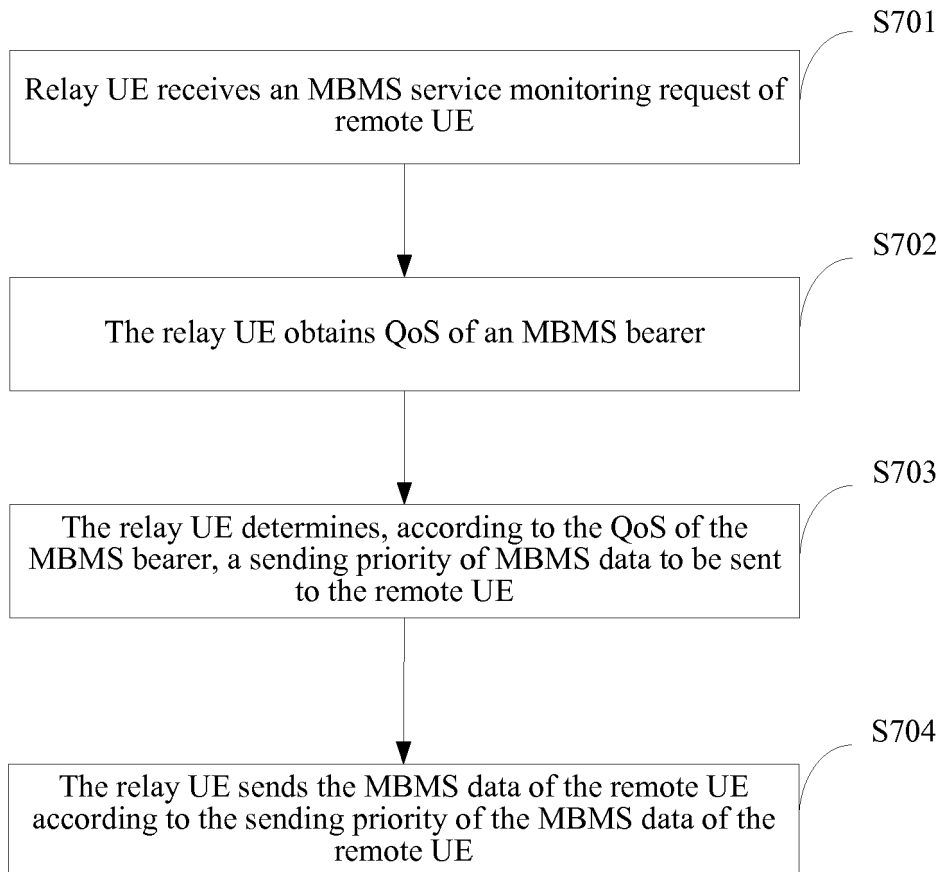 S701
Relay UE receives an MBMS service monitoring request of
remote UE
S702
The relay UE obtains QoS of an MBMS bearer
S703
The relay UE determines, according to the QoS of the
MBMS bearer, a sending priority of MBMS data to be sent
to the remote UE
S704
The relay UE sends the MBMS data of the remote UE
according to the sending priority of the MBMS data of the
remote UE